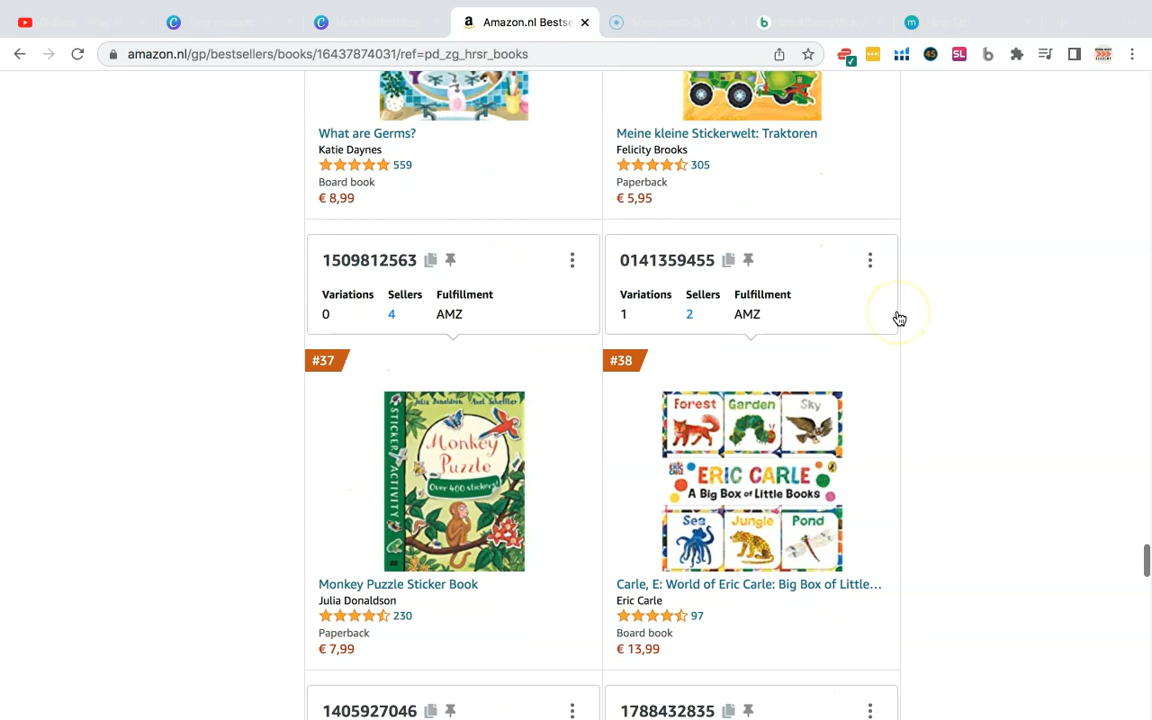 Amazon.nl Bests
amazon.nl/gp/bestsellers/books/16437874031/ref=pd_zg_hrsr_books
45
SL
What are Germs?
Katie Daynes
559
Board book
€ 8,99
Meine kleine Stickerwelt: Traktoren
Felicity Brooks
305
Paperback
€ 5,95
1509812563
Variations Sellers Fulfillment
0 4 AMZ
0141359455
Variations Sellers Fulfillment
1 2 AMZ
#37
STICKER ACTIVITY
Julia Donaldson Axel Scheffler
Monkey
Puzzle
Over 400 stickers!
Monkey Puzzle Sticker Book
Julia Donaldson
230
Paperback
€ 7,99
#38
Forest Garden Sky
ERIC CARLE
A Big Box of Little Books
Sea Jungle Pond
Carle, E: World of Eric Carle: Big Box of Little...
Eric Carle
97
Board book
€ 13,99
1405927046
1788432835